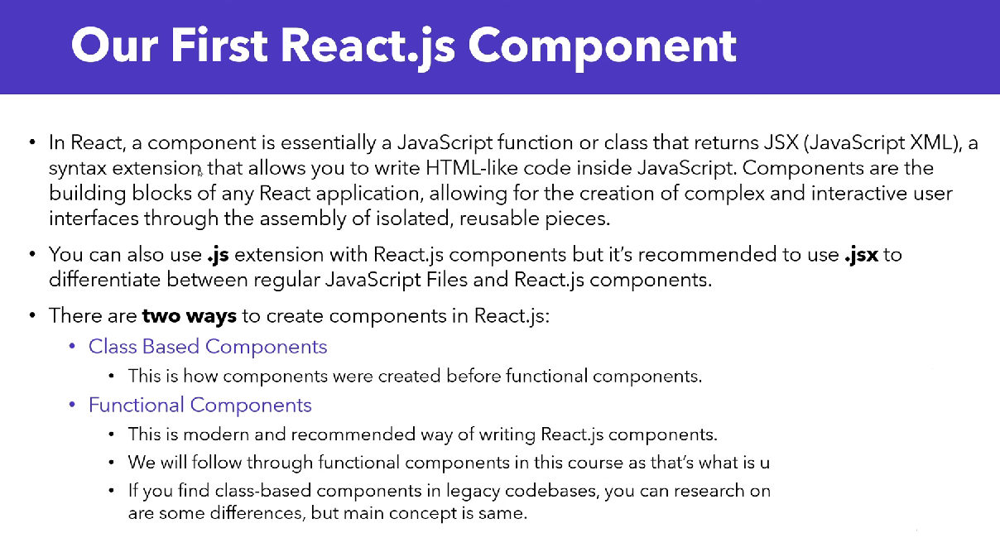 Our First React.js Component
• In React, a component is essentially a JavaScript function or class that returns JSX (JavaScript XML), a
syntax extension that allows you to write HTML-like code inside JavaScript. Components are the
building blocks of any React application, allowing for the creation of complex and interactive user
interfaces through the assembly of isolated, reusable pieces.
• You can also use .js extension with React.js components but it’s recommended to use .jsx to
differentiate between regular JavaScript Files and React.js components.
• There are two ways to create components in React.js:
• Class Based Components
• This is how components were created before functional components.
• Functional Components
• This is modern and recommended way of writing React.js components.
• We will follow through functional components in this course as that’s what is u
• If you find class-based components in legacy codebases, you can research on
are some differences, but main concept is same.